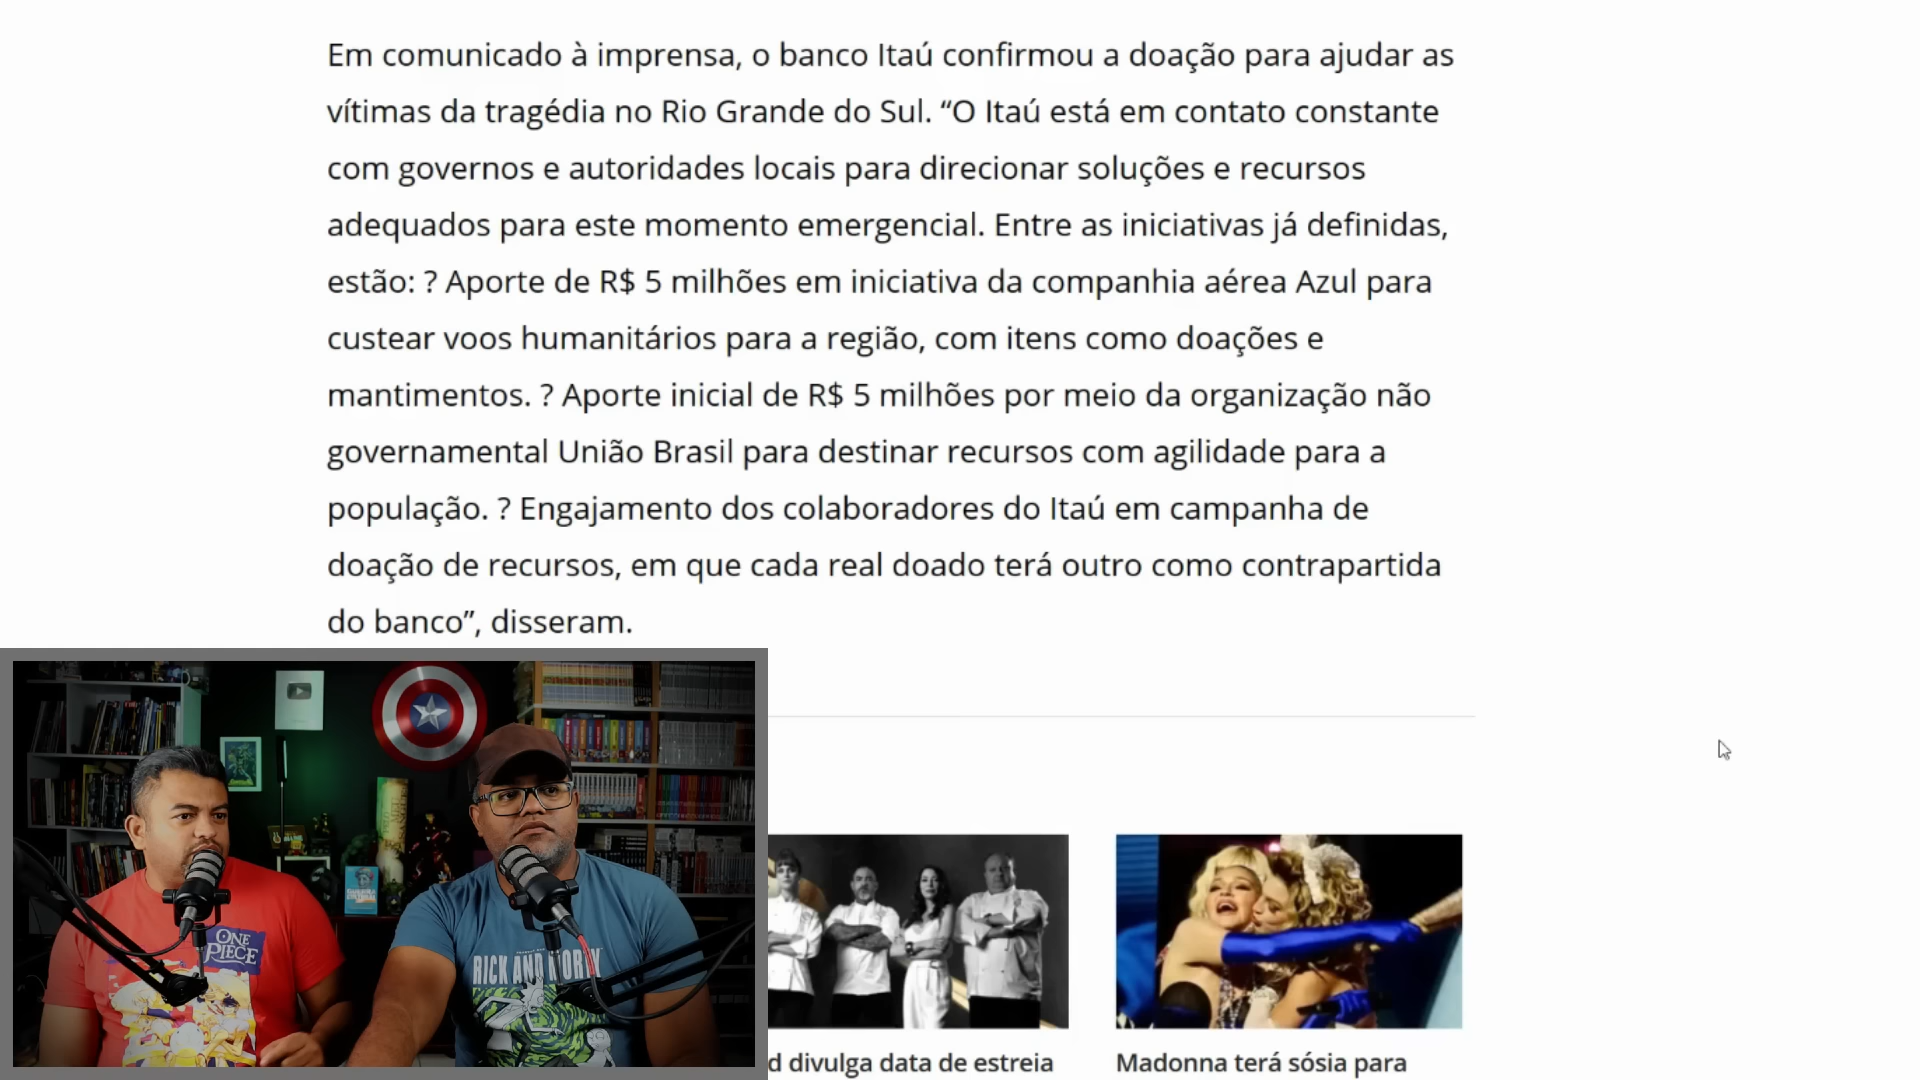 Em comunicado à imprensa, o banco Itaú confirmou a doação para ajudar as
vítimas da tragédia no Rio Grande do Sul. “O Itaú está em contato constante
com governos e autoridades locais para direcionar soluções e recursos
adequados para este momento emergencial. Entre as iniciativas já definidas,
estão: ? Aporte de R$ 5 milhões em iniciativa da companhia aérea Azul para
custear voos humanitários para a região, com itens como doações e
mantimentos. ? Aporte inicial de R$ 5 milhões por meio da organização não
governamental União Brasil para destinar recursos com agilidade para a
população. ? Engajamento dos colaboradores do Itaú em campanha de
doação de recursos, em que cada real doado terá outro como contrapartida
do banco”, disseram.
ONE
PIECE
RICK AND MORTY
d divulga data de estreia
Madonna terá sósia para